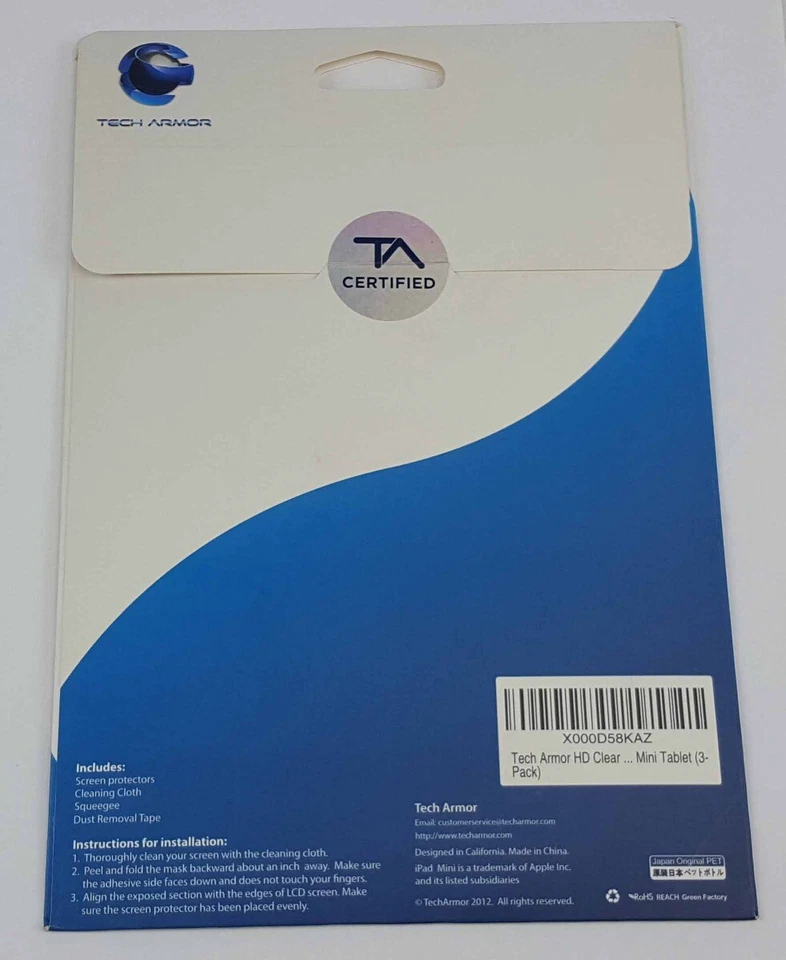 TECH ARMOR
TA
CERTIFIED
X000D58KAZ
Tech Armor HD Clear ... Mini Tablet (3-
Pack)
Includes:
Screen protectors
Cleaning Cloth
Squeegee
Dust Removal Tape
Instructions for installation:
1. Thoroughly clean your screen with the cleaning cloth.
2. Peel and fold the mask backward about an inch away. Make sure
the adhesive side faces down and does not touch your fingers.
3. Align the exposed section with the edges of LCD screen. Make
sure the screen protector has been placed evenly.
Tech Armor
Email: customerservice@techarmor.com
http://www.techarmor.com
Designed in California. Made in China.
iPad Mini is a trademark of Apple Inc.
and its listed subsidiaries
© TechArmor 2012. All rights reserved.
Japan Original PET
原装日本ペットボトル
RoHS REACH Green Factory